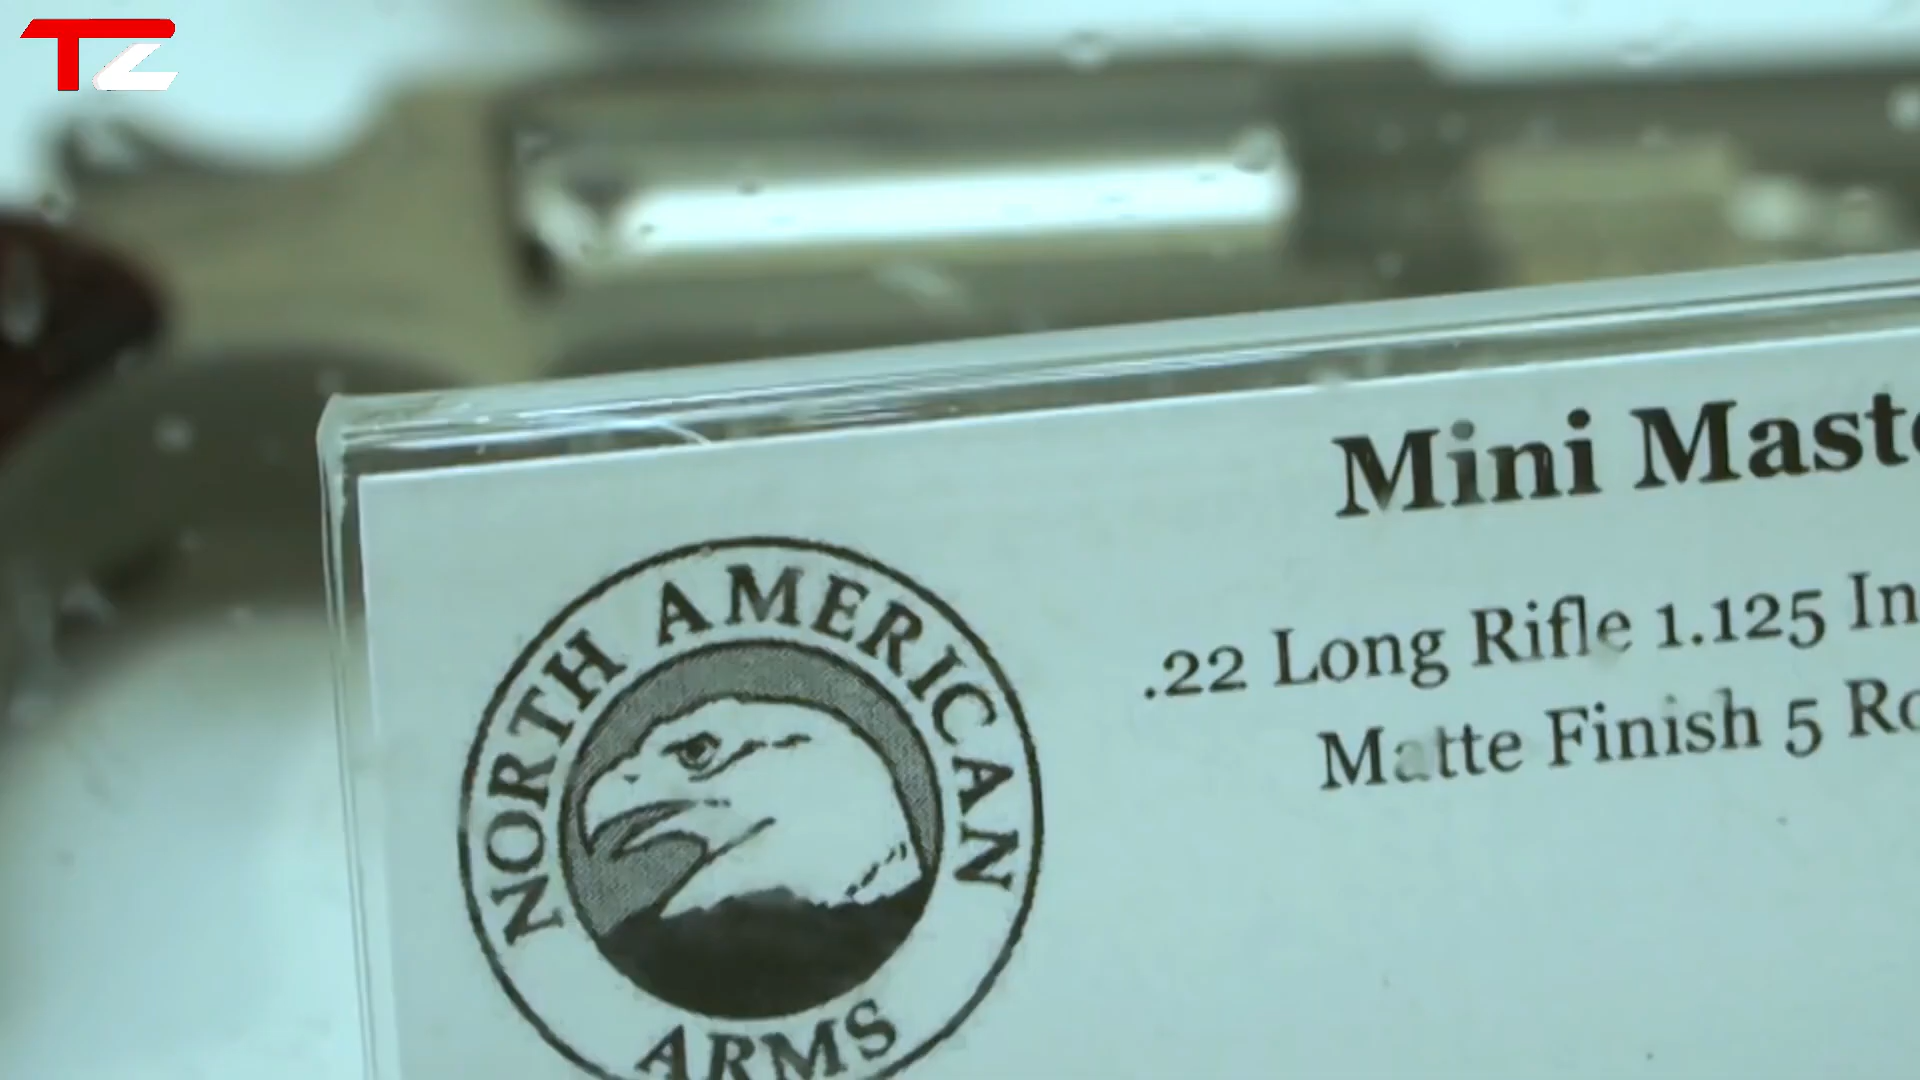 TZ
Mini Maste
.22 Long Rifle 1.125 In
Matte Finish 5 Ro
NORTH AMERICAN
ARMS